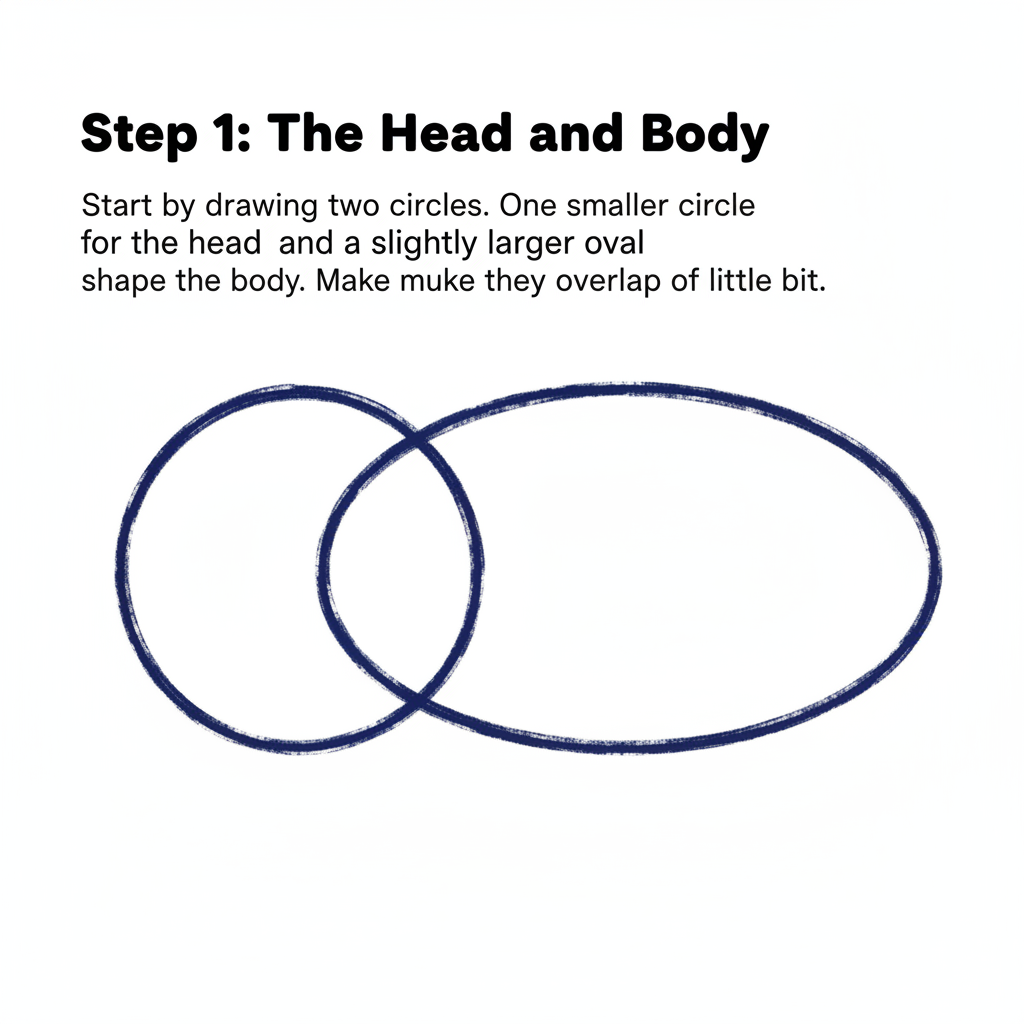 Step 1: The Head and Body
Start by drawing two circles. One smaller circle
for the head and a slightly larger oval
shape the body. Make muke they overlap of little bit.